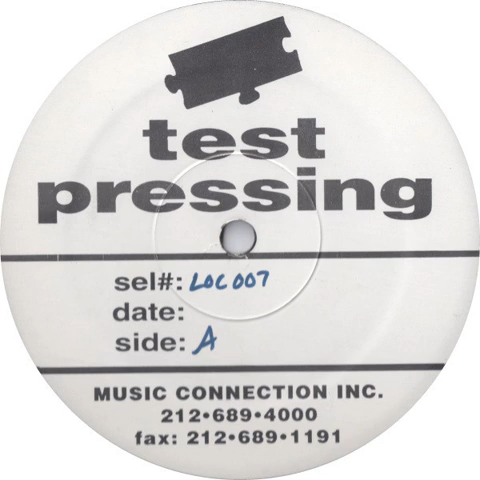 test
pressing
sel#: LOC 007
date:
side: A
MUSIC CONNECTION INC.
212•689•4000
fax: 212•689•1191